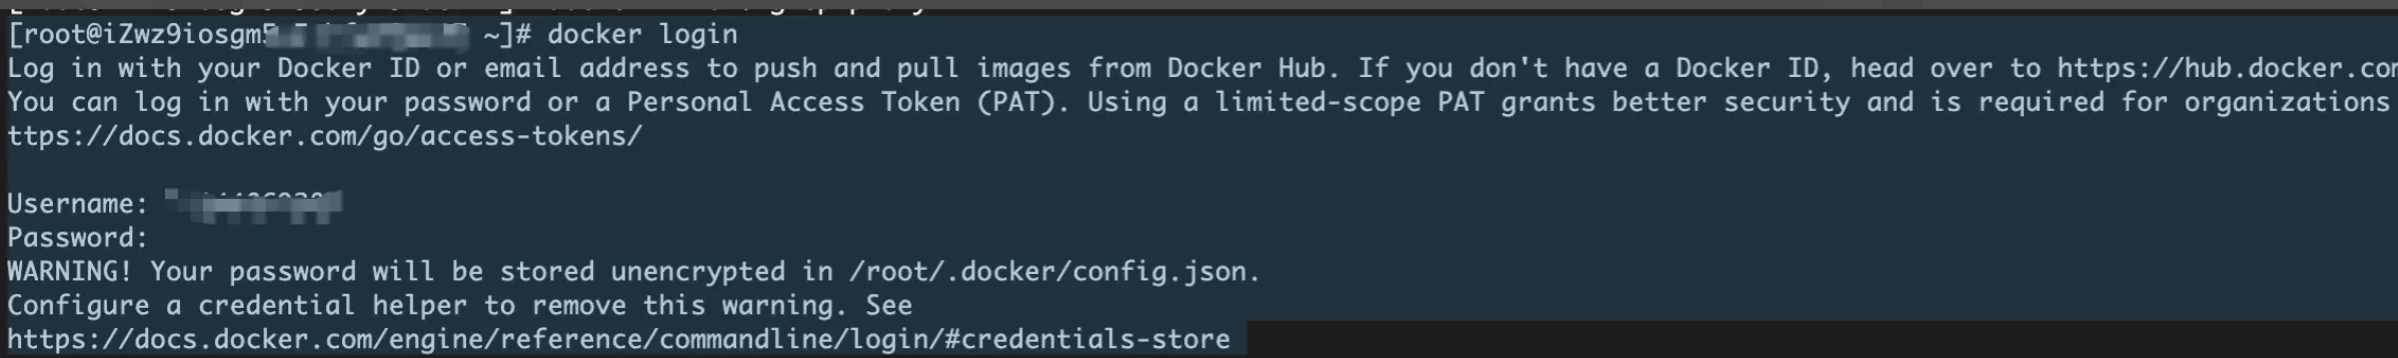 [root@iZwz9iosgm ~]# docker login
Log in with your Docker ID or email address to push and pull images from Docker Hub. If you don't have a Docker ID, head over to https://hub.docker.com
You can log in with your password or a Personal Access Token (PAT). Using a limited-scope PAT grants better security and is required for organizations
ttps://docs.docker.com/go/access-tokens/
Username:
Password:
WARNING! Your password will be stored unencrypted in /root/.docker/config.json.
Configure a credential helper to remove this warning. See
https://docs.docker.com/engine/reference/commandline/login/#credentials-store